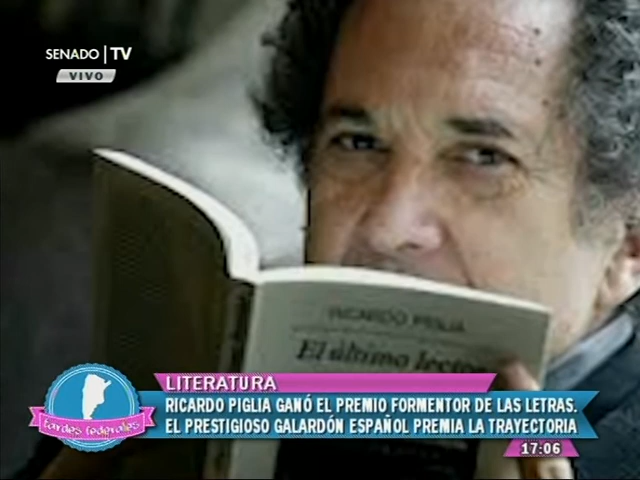 SENADO | TV
VIVO
RICARDO PIGLIA
El último lector
LITERATURA
RICARDO PIGLIA GANÓ EL PREMIO FORMENTOR DE LAS LETRAS.
EL PRESTIGIOSO GALARDÓN ESPAÑOL PREMIA LA TRAYECTORIA
tardes federales
17:06